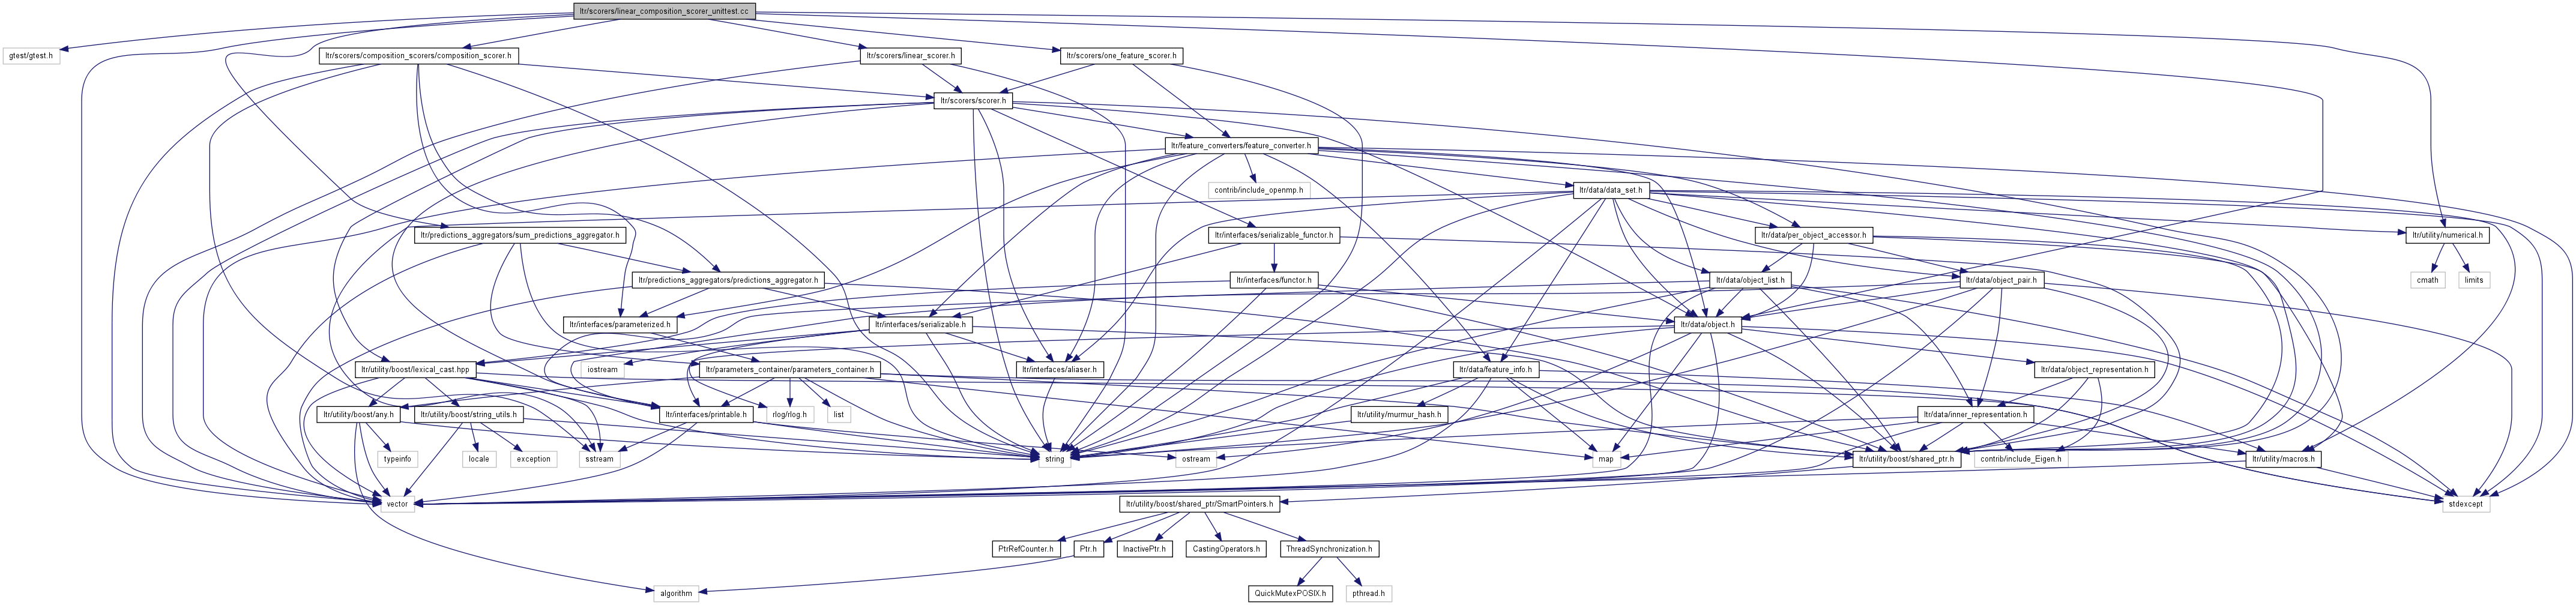 ltr/scorers/linear_composition_scorer_unittest.cc
gtest/gtest.h
ltr/scorers/composition_scorers/composition_scorer.h
ltr/scorers/linear_scorer.h
ltr/scorers/one_feature_scorer.h
ltr/scorers/scorer.h
ltr/feature_converters/feature_converter.h
contrib/include_openmp.h
ltr/data/data_set.h
ltr/predictions_aggregators/sum_predictions_aggregator.h
ltr/interfaces/serializable_functor.h
ltr/data/per_object_accessor.h
ltr/utility/numerical.h
ltr/predictions_aggregators/predictions_aggregator.h
ltr/interfaces/functor.h
ltr/data/object_list.h
ltr/data/object_pair.h
cmath
limits
ltr/interfaces/parameterized.h
ltr/interfaces/serializable.h
ltr/data/object.h
ltr/utility/boost/lexical_cast.hpp
iostream
ltr/parameters_container/parameters_container.h
ltr/interfaces/aliaser.h
ltr/data/feature_info.h
ltr/data/object_representation.h
ltr/utility/boost/any.h
ltr/utility/boost/string_utils.h
ltr/interfaces/printable.h
rlog/rlog.h
list
ltr/utility/murmur_hash.h
ltr/data/inner_representation.h
typeinfo
locale
exception
sstream
string
ostream
map
ltr/utility/boost/shared_ptr.h
contrib/include_Eigen.h
ltr/utility/macros.h
vector
ltr/utility/boost/shared_ptr/SmartPointers.h
stdexcept
PtrRefCounter.h
Ptr.h
InactivePtr.h
CastingOperators.h
ThreadSynchronization.h
algorithm
QuickMutexPOSIX.h
pthread.h